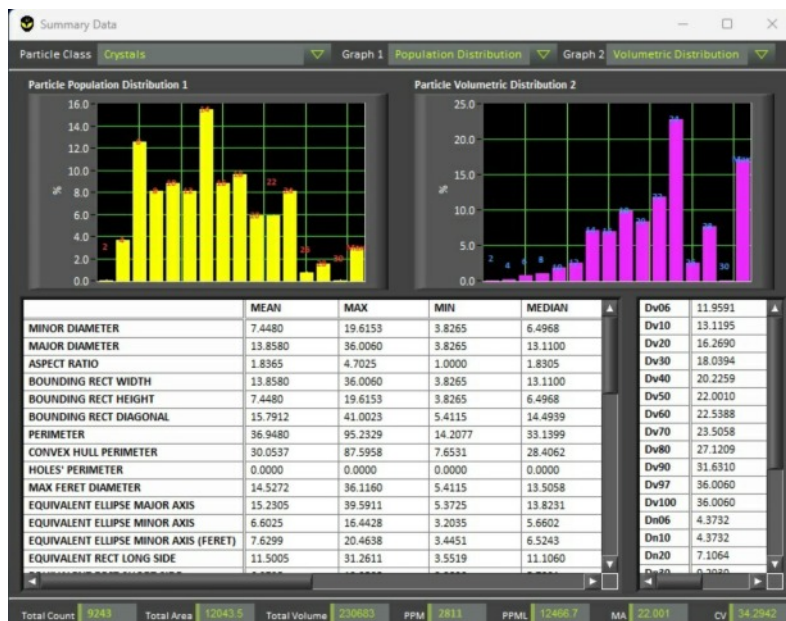 Summary Data
Particle Class Crystals Graph 1 Population Distribution Graph 2 Volumetric Distribution
Particle Population Distribution 1
16.0
14.0
12.0
10.0
8.0
6.0
4.0
2.0
0.0
%
2
22
30
Particle Volumetric Distribution 2
25.0
20.0
15.0
10.0
5.0
0.0
%
2
4
6
8
30
MEAN MAX MIN MEDIAN
MINOR DIAMETER 7.4480 19.6153 3.8265 6.4968
MAJOR DIAMETER 13.8580 36.0060 3.8265 13.1100
ASPECT RATIO 1.8365 4.7025 1.0000 1.8305
BOUNDING RECT WIDTH 13.8580 36.0060 3.8265 13.1100
BOUNDING RECT HEIGHT 7.4480 19.6153 3.8265 6.4968
BOUNDING RECT DIAGONAL 15.7912 41.0023 5.4115 14.4939
PERIMETER 36.9480 95.2329 14.2077 33.1399
CONVEX HULL PERIMETER 30.0537 87.5958 7.6531 28.4062
HOLES' PERIMETER 0.0000 0.0000 0.0000 0.0000
MAX FERET DIAMETER 14.5272 36.1160 5.4115 13.5058
EQUIVALENT ELLIPSE MAJOR AXIS 15.2305 39.5911 5.3725 13.8231
EQUIVALENT ELLIPSE MINOR AXIS 6.6025 16.4428 3.2035 5.6602
EQUIVALENT ELLIPSE MINOR AXIS (FERET) 7.6299 20.4638 3.4451 6.5243
EQUIVALENT RECT LONG SIDE 11.5005 31.2611 3.5519 11.1060
Dv06 11.9591
Dv10 13.1195
Dv20 16.2690
Dv30 18.0394
Dv40 20.2259
Dv50 22.0010
Dv60 22.5388
Dv70 23.5058
Dv80 27.1209
Dv90 31.6310
Dv97 36.0060
Dv100 36.0060
Dn06 4.3732
Dn10 4.3732
Dn20 7.1064
Total Count 9243 Total Area 12043.5 Total Volume 230683 PPM 2811 PPML 12466.7 MA 22.001 CV 34.2942